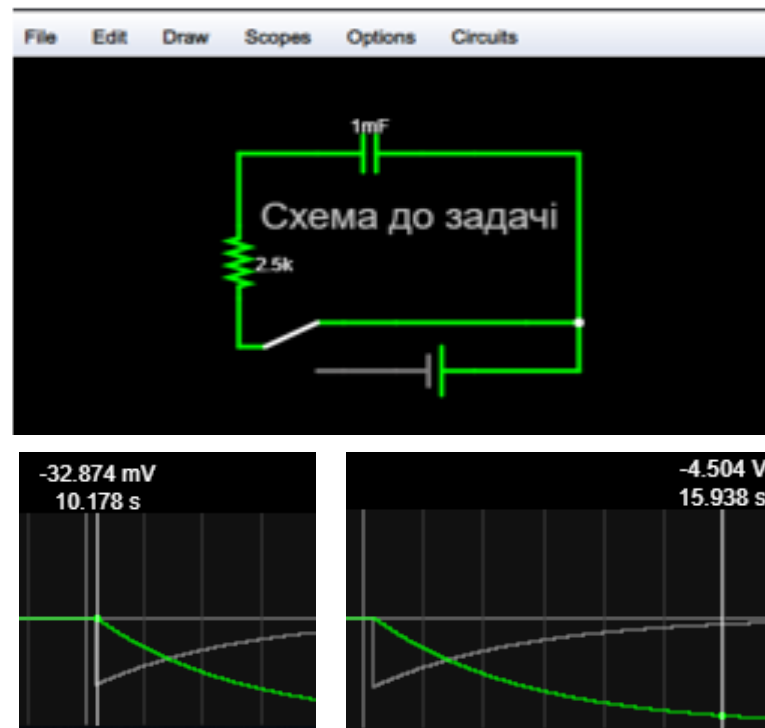 File Edit Draw Scopes Options Circuits
1mF
Схема до задачі
2.5k
-32.874 mV
10.178 s
-4.504 V
15.938 s